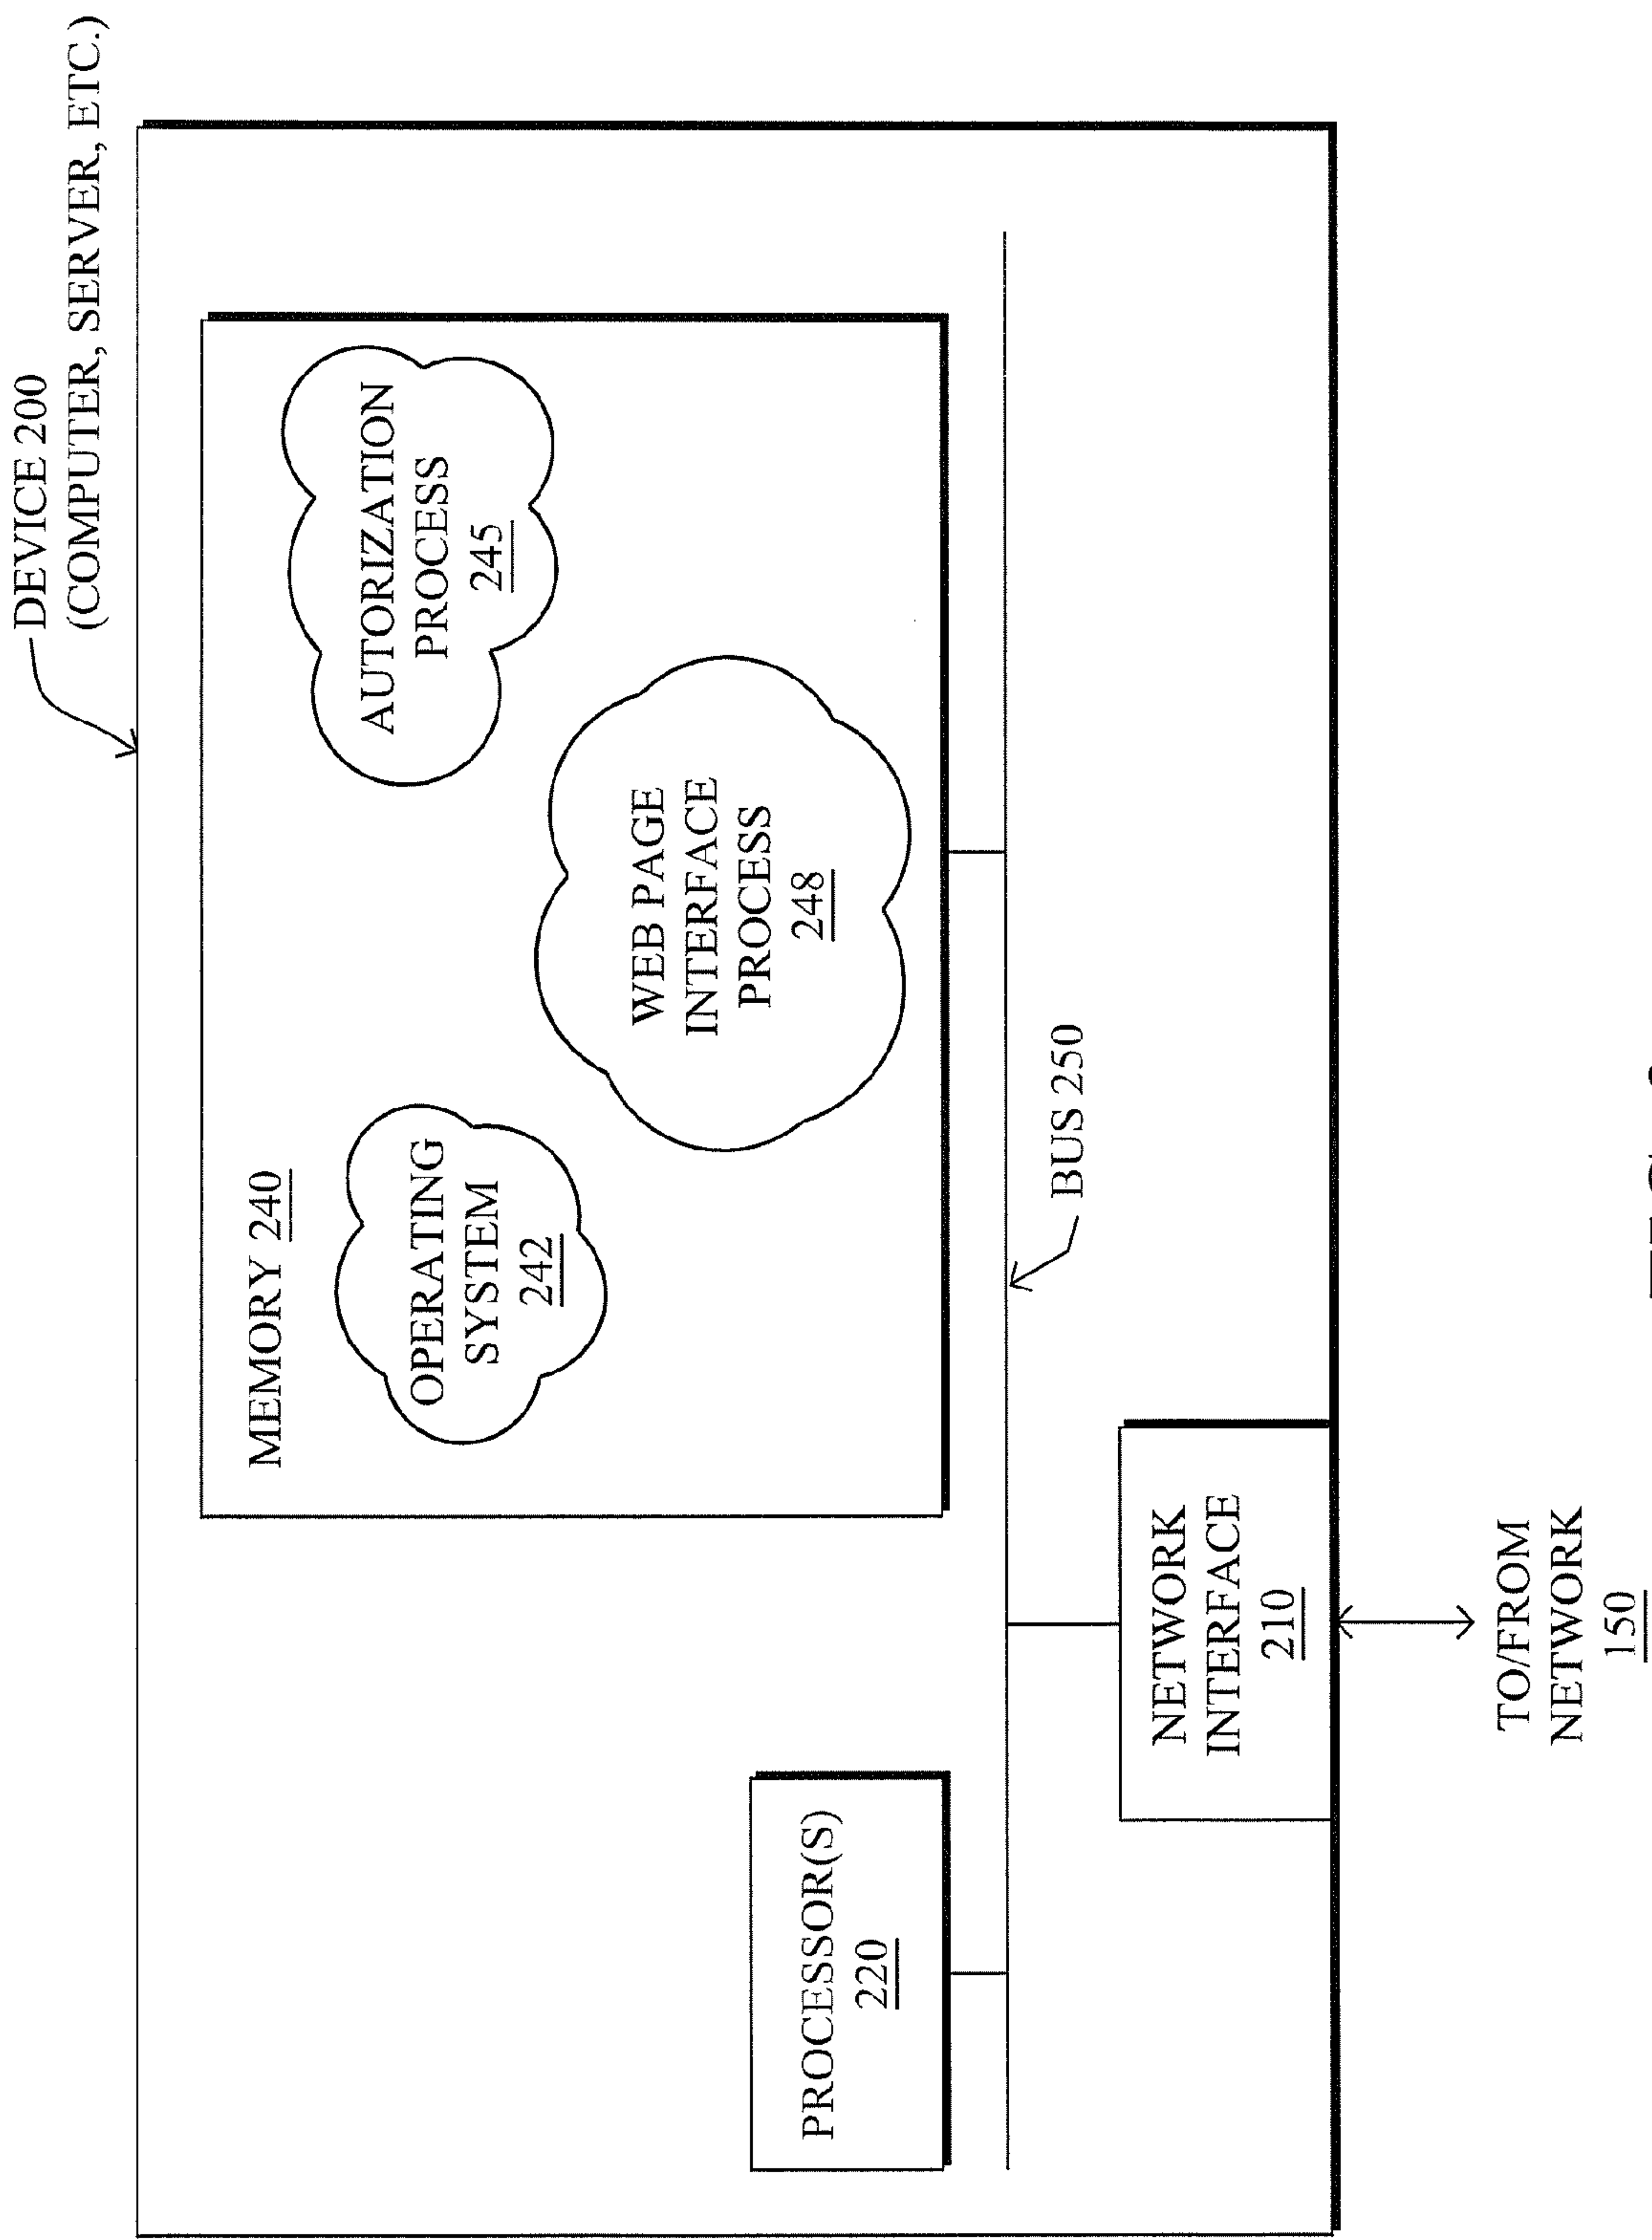 DEVICE 200
(COMPUTER, SERVER, ETC.)
MEMORY 240
OPERATING
SYSTEM
242
AUTORIZATION
PROCESS
245
WEB PAGE
INTERFACE
PROCESS
248
PROCESSOR(S)
220
BUS 250
NETWORK
INTERFACE
210
TO/FROM
NETWORK
150